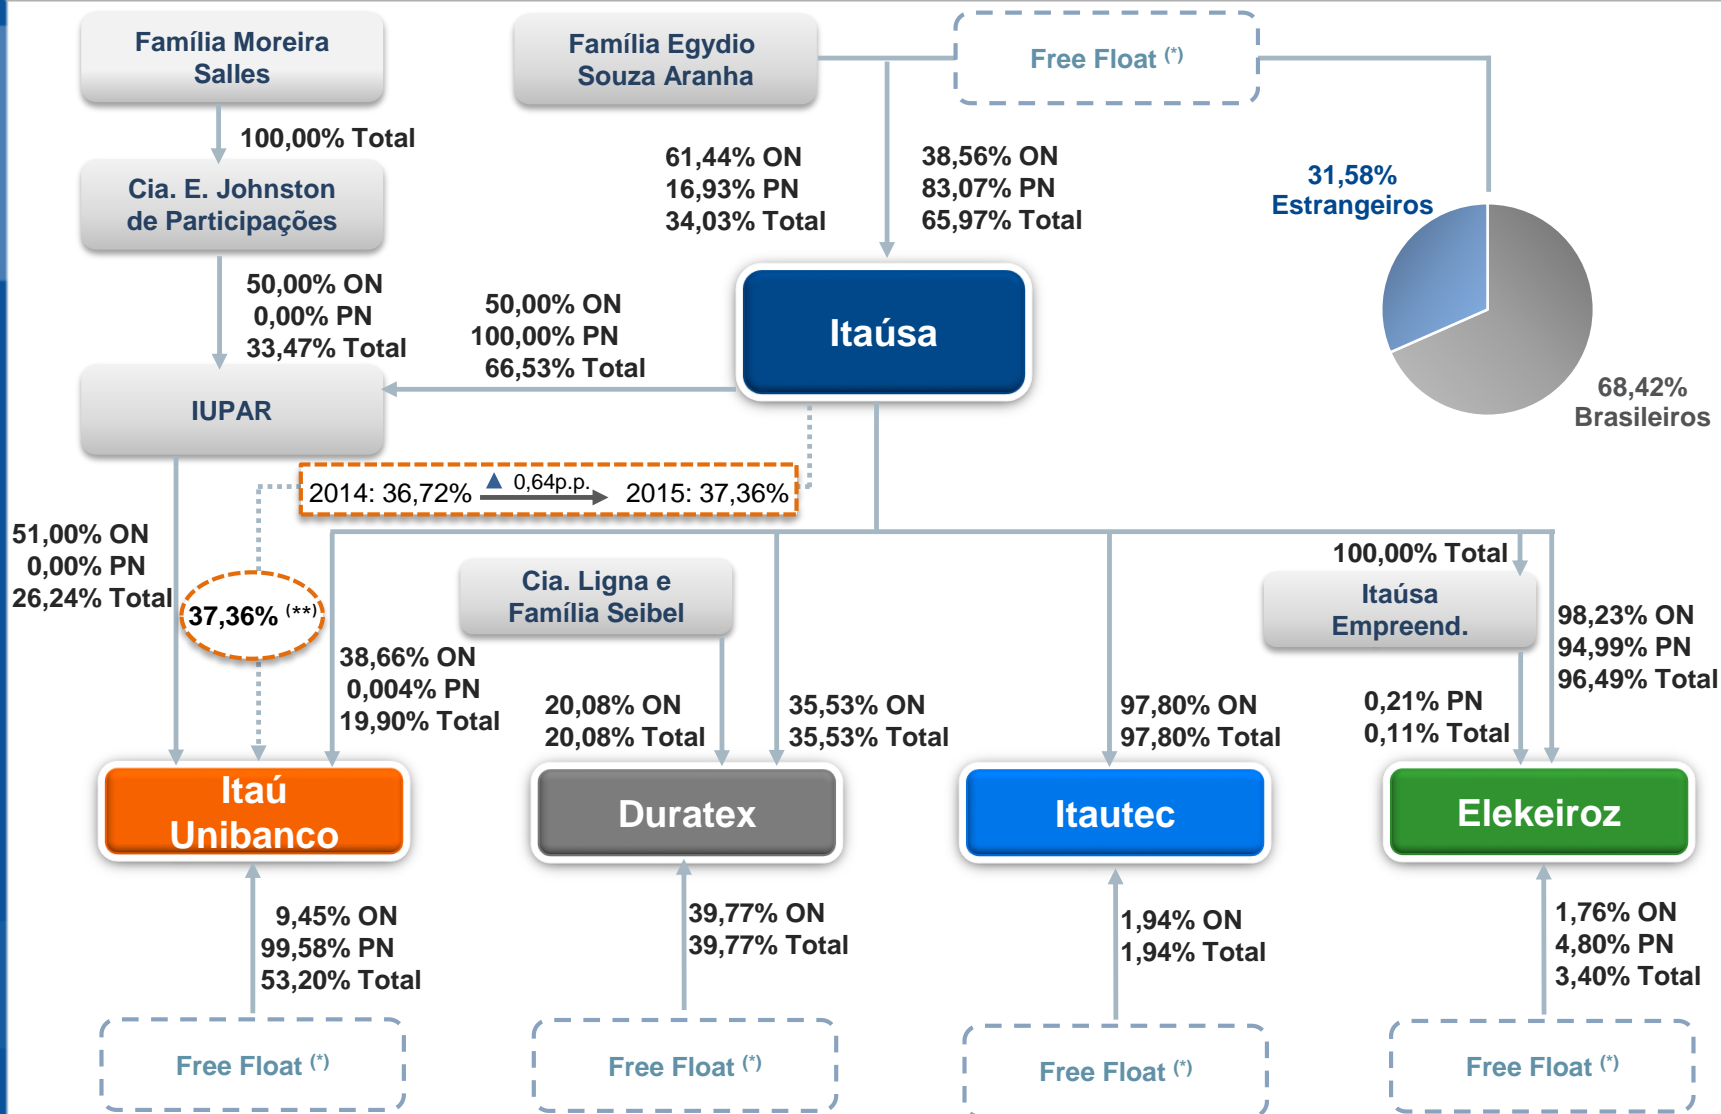 Família Moreira
Salles
Família Egydio
Souza Aranha
Free Float (*)
100,00% Total
61,44% ON
16,93% PN
34,03% Total
38,56% ON
83,07% PN
65,97% Total
31,58%
Estrangeiros
68,42%
Brasileiros
Cia. E. Johnston
de Participações
50,00% ON
0,00% PN
33,47% Total
50,00% ON
100,00% PN
66,53% Total
Itaúsa
IUPAR
2014: 36,72%
▲ 0,64p.p.
2015: 37,36%
51,00% ON
0,00% PN
26,24% Total
37,36% (**)
38,66% ON
0,004% PN
19,90% Total
Cia. Ligna e
Família Seibel
20,08% ON
20,08% Total
35,53% ON
35,53% Total
97,80% ON
97,80% Total
100,00% Total
Itaúsa
Empreend.
0,21% PN
0,11% Total
98,23% ON
94,99% PN
96,49% Total
Itaú
Unibanco
Duratex
Itautec
Elekeiroz
9,45% ON
99,58% PN
53,20% Total
39,77% ON
39,77% Total
1,94% ON
1,94% Total
1,76% ON
4,80% PN
3,40% Total
Free Float (*)
Free Float (*)
Free Float (*)
Free Float (*)